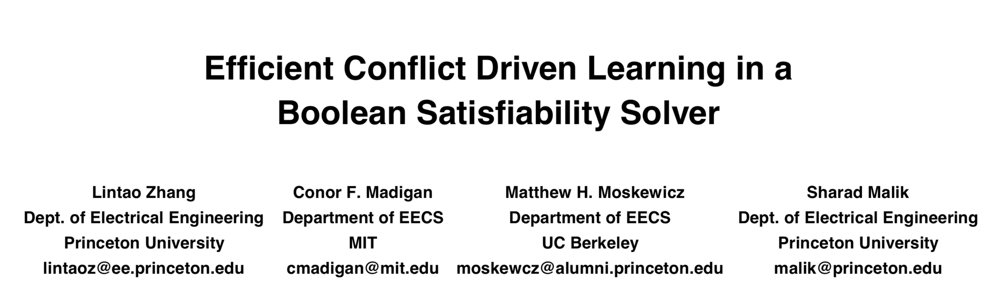 Efficient Conflict Driven Learning in a
Boolean Satisfiability Solver
Lintao Zhang
Dept. of Electrical Engineering
Princeton University
lintaoz@ee.princeton.edu
Conor F. Madigan
Department of EECS
MIT
cmadigan@mit.edu
Matthew H. Moskewicz
Department of EECS
UC Berkeley
moskewcz@alumni.princeton.edu
Sharad Malik
Dept. of Electrical Engineering
Princeton University
malik@princeton.edu